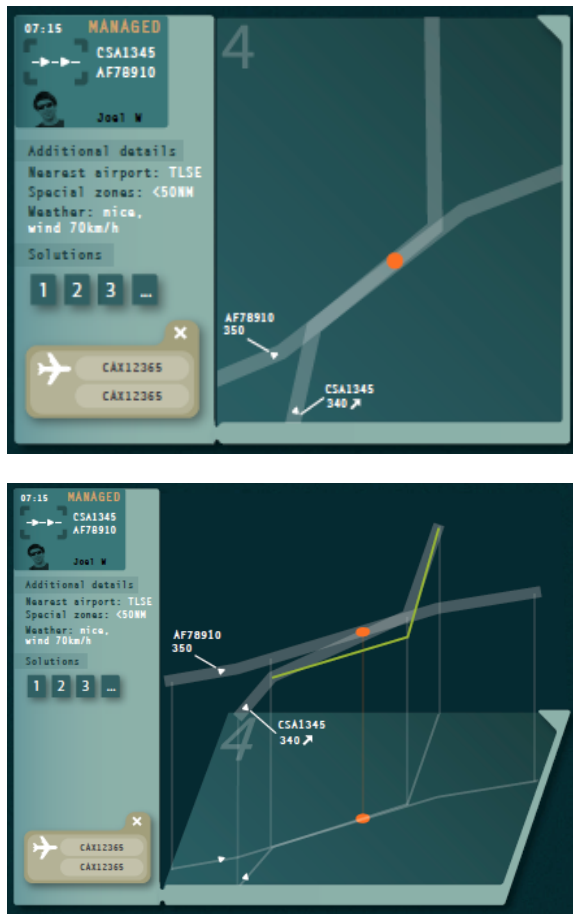 07:15 MANAGED
CSA1345
AF78910
Joel W
Additional details
Nearest airport: TLSE
Special zones: <50NM
Weather: nice,
wind 70km/h
Solutions
1 2 3 ...
CAX12365
CAX12365
4
AF78910
350
CSA1345
340
07:15 MANAGED
CSA1345
AF78910
Joel W
Additional details
Nearest airport: TLSE
Special zones: <50NM
Weather: nice,
wind 70km/h
Solutions
1 2 3 ...
CAX12365
CAX12365
AF78910
350
4
CSA1345
340